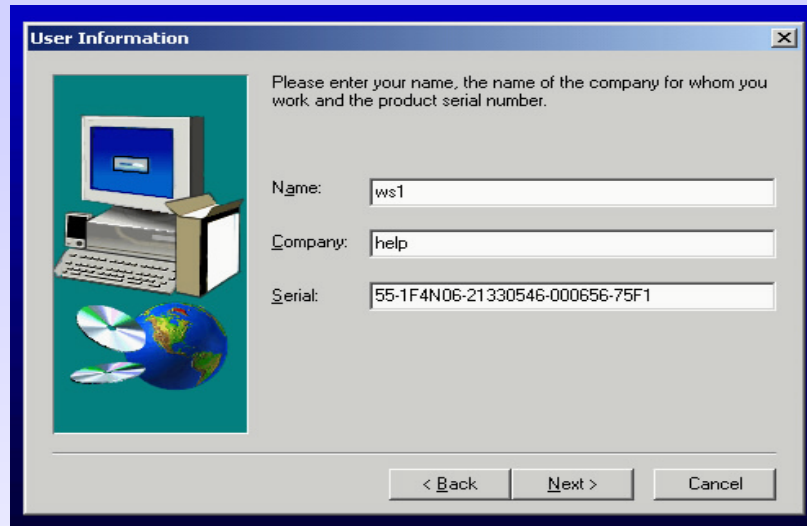 User Information
Please enter your name, the name of the company for whom you
work and the product serial number.
Name: ws1
Company: help
Serial: 55-1F4N06-21330546-000656-75F1
< Back Next > Cancel